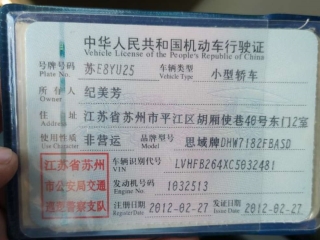 中华人民共和国机动车行驶证
Vehicle License of the People's Republic of China
号牌号码 苏E8YU25 车辆类型 小型轿车
Plate No. Vehicle Type
所有人 纪美芳
Owner
住址 江苏省苏州市平江区胡厢使巷40号东门2室
Address
使用性质 非营运 品牌型号 思域牌DHW7182FBASD
Use Character Model
江苏省苏州 车辆识别代号 LVHFB264XC5032481
VIN
市公安局交通 发动机号码 1032513
Engine No.
巡逻警察支队 注册日期 2012-02-27 发证日期 2012-02-27
Register Date Issue Date